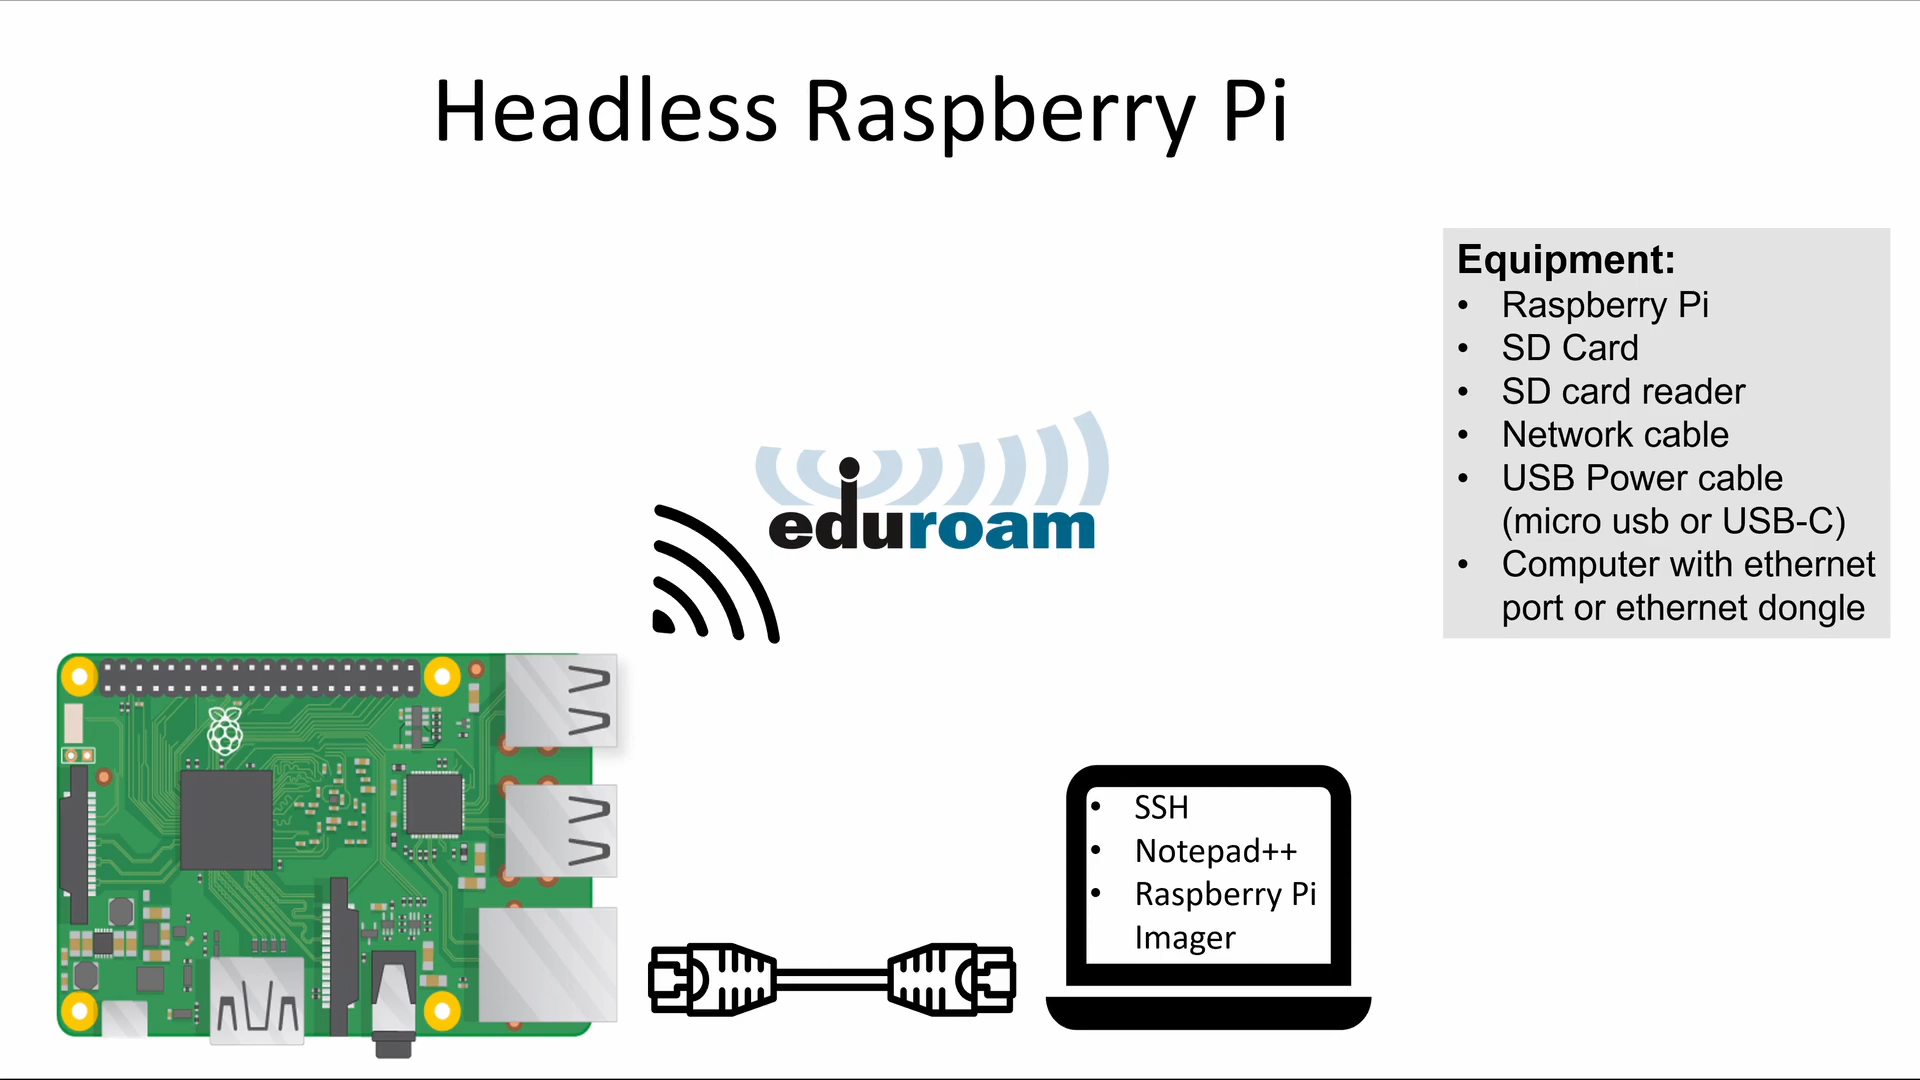 Headless Raspberry Pi
Equipment:
• Raspberry Pi
• SD Card
• SD card reader
• Network cable
• USB Power cable
(micro usb or USB-C)
• Computer with ethernet
port or ethernet dongle
eduroam
• SSH
• Notepad++
• Raspberry Pi
Imager